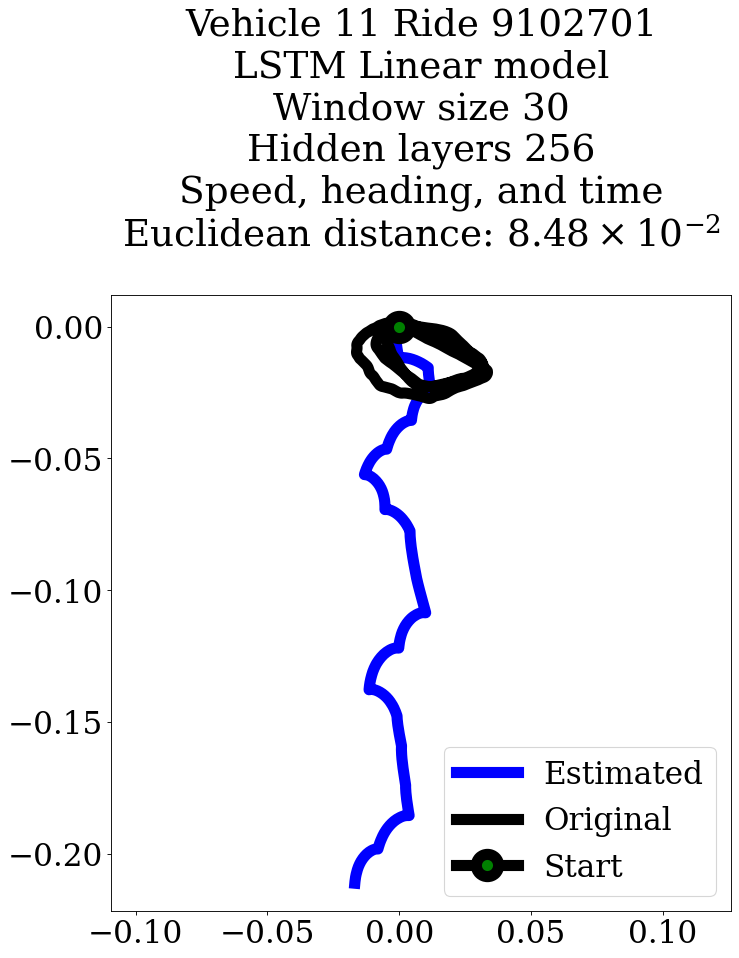 Vehicle 11 Ride 9102701
LSTM Linear model
Window size 30
Hidden layers 256
Speed, heading, and time
Euclidean distance: 8.48 × 10⁻²
0.00
−0.05
−0.10
−0.15
−0.20
Estimated
Original
Start
−0.10 −0.05 0.00 0.05 0.10